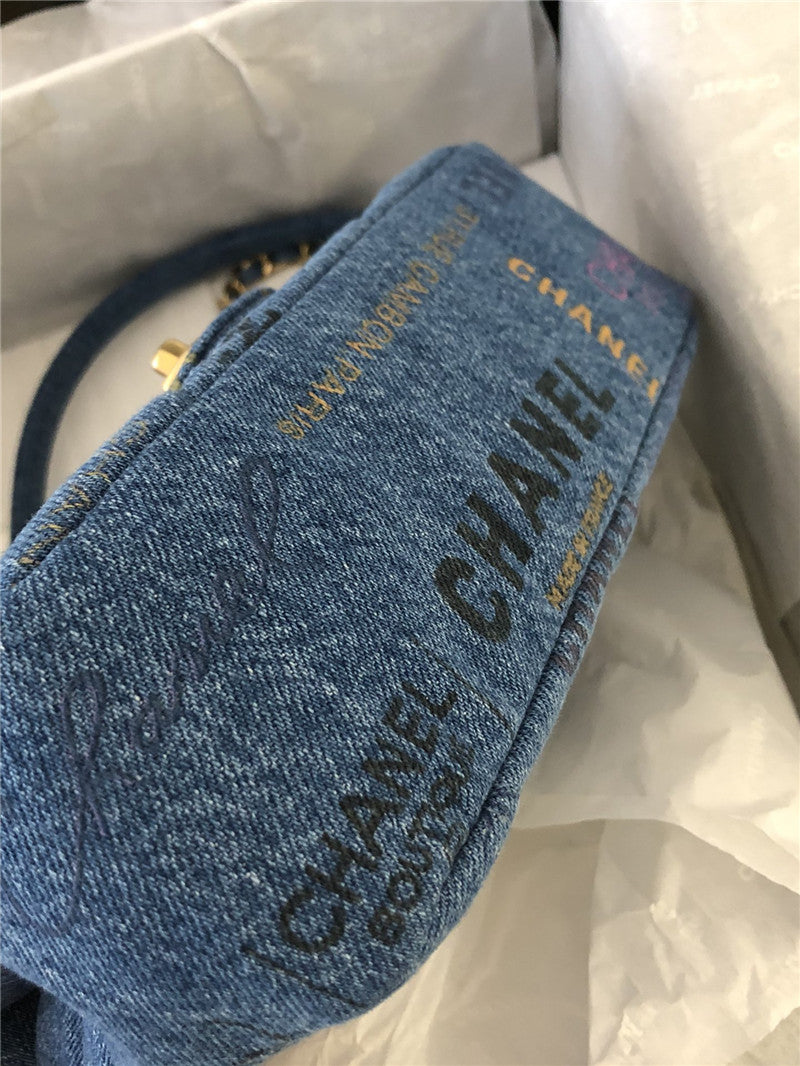 31 RUE CAMBON PARIS
CHANEL
CHANEL
MADE IN FRANCE
Chanel
CHANEL
BOUTIQUE